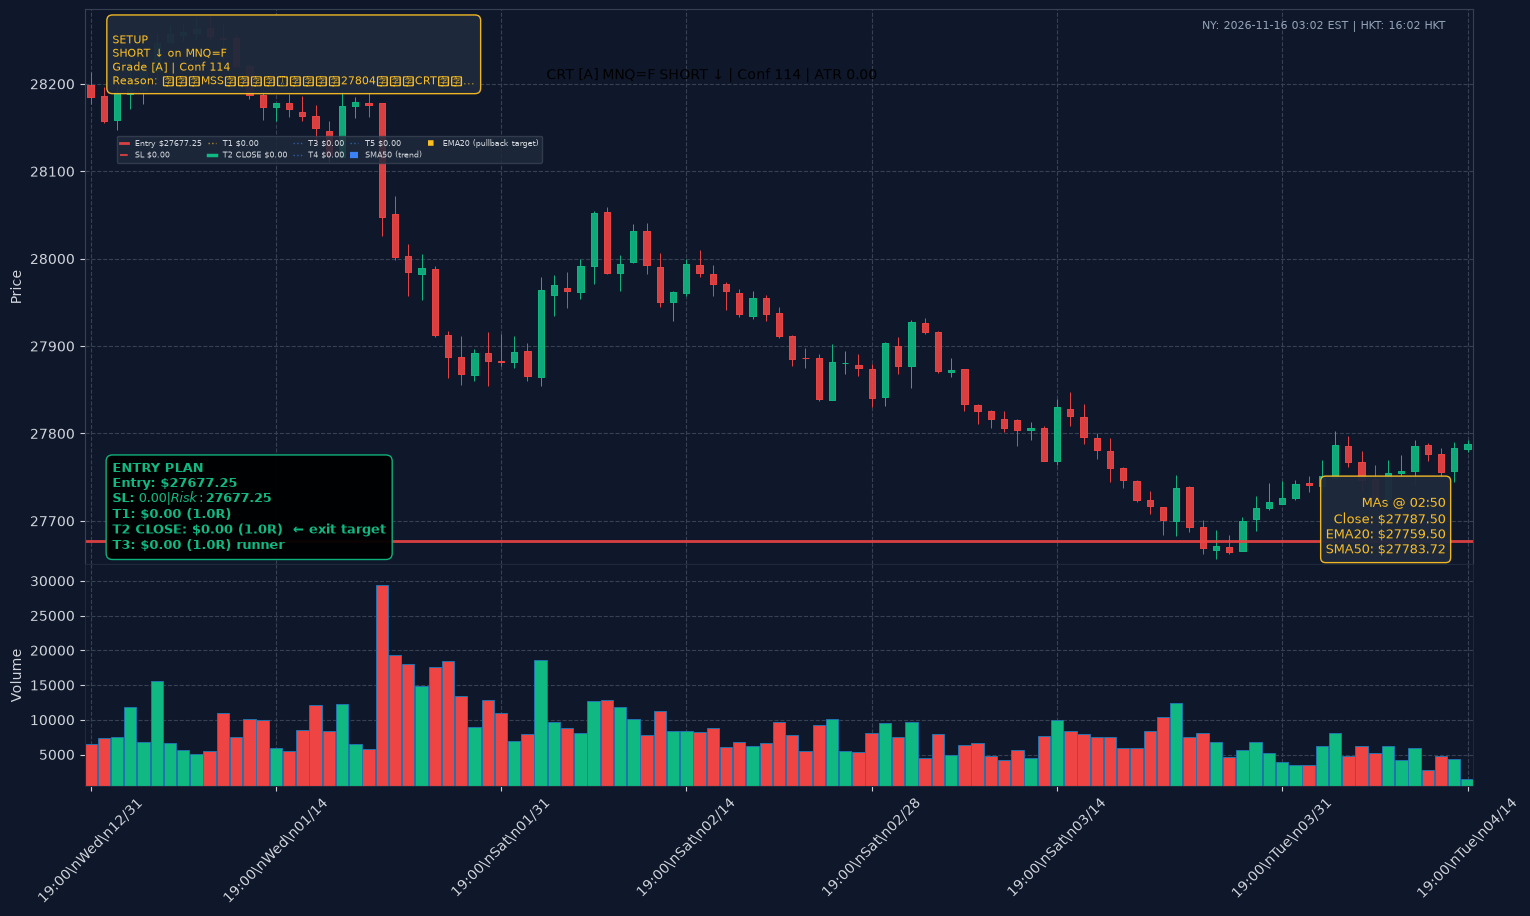 NY: 2026-11-16 03:02 EST | HKT: 16:02 HKT
SETUP
SHORT ↓ on MNQ=F
Grade [A] | Conf 114
Reason: MSS 27804 CRT ...
CRT [A] MNQ=F SHORT ↓ | Conf 114 | ATR 0.00
Entry $27677.25
SL $0.00
T1 $0.00
T2 CLOSE $0.00
T3 $0.00
T4 $0.00
T5 $0.00
SMA50 (trend)
EMA20 (pullback target)
Price
28200
28100
28000
27900
27800
27700
ENTRY PLAN
Entry: $27677.25
SL: 0.00|Risk:27677.25
T1: $0.00 (1.0R)
T2 CLOSE: $0.00 (1.0R) ← exit target
T3: $0.00 (1.0R) runner
MAs @ 02:50
Close: $27787.50
EMA20: $27759.50
SMA50: $27783.72
Volume
30000
25000
20000
15000
10000
5000
19:00\nWed\n12/31
19:00\nWed\n01/14
19:00\nSat\n01/31
19:00\nSat\n02/14
19:00\nSat\n02/28
19:00\nSat\n03/14
19:00\nTue\n03/31
19:00\nTue\n04/14